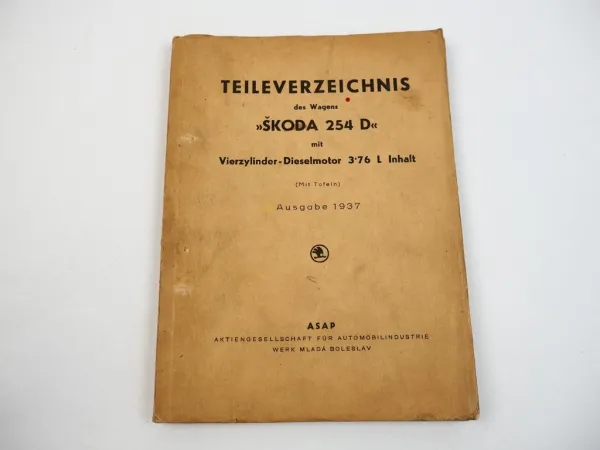 TEILEVERZEICHNIS
des Wagens
»ŠKODA 254 D«
mit
Vierzylinder-Dieselmotor 3·76 L Inhalt
(Mit Tafeln)
Ausgabe 1937
ASAP
AKTIENGESELLSCHAFT FÜR AUTOMOBILINDUSTRIE
WERK MLADÁ BOLESLAV